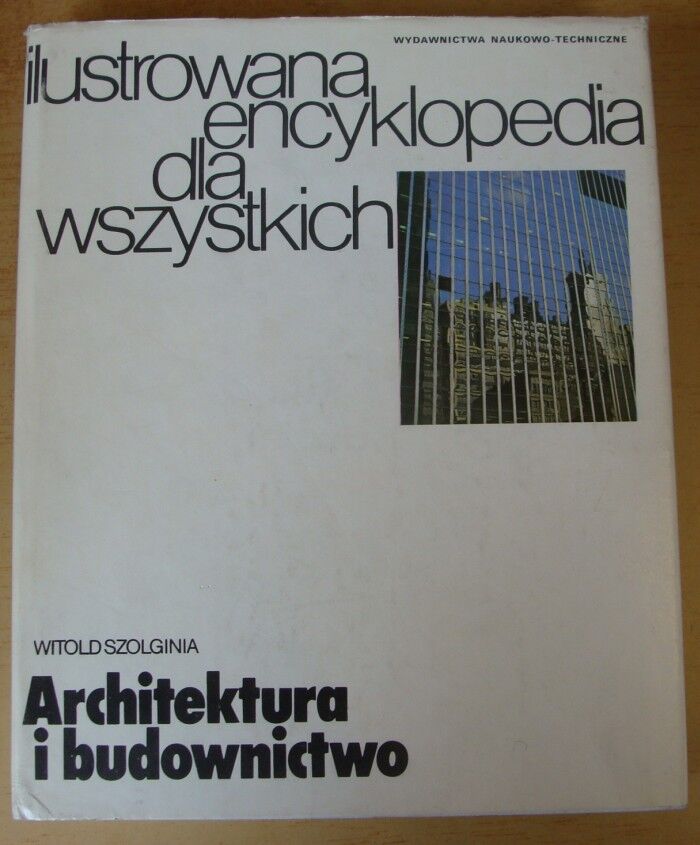 WYDAWNICTWA NAUKOWO-TECHNICZNE
ilustrowana
encyklopedia
dla
wszystkich
WITOLD SZOLGINIA
Architektura
i budownictwo